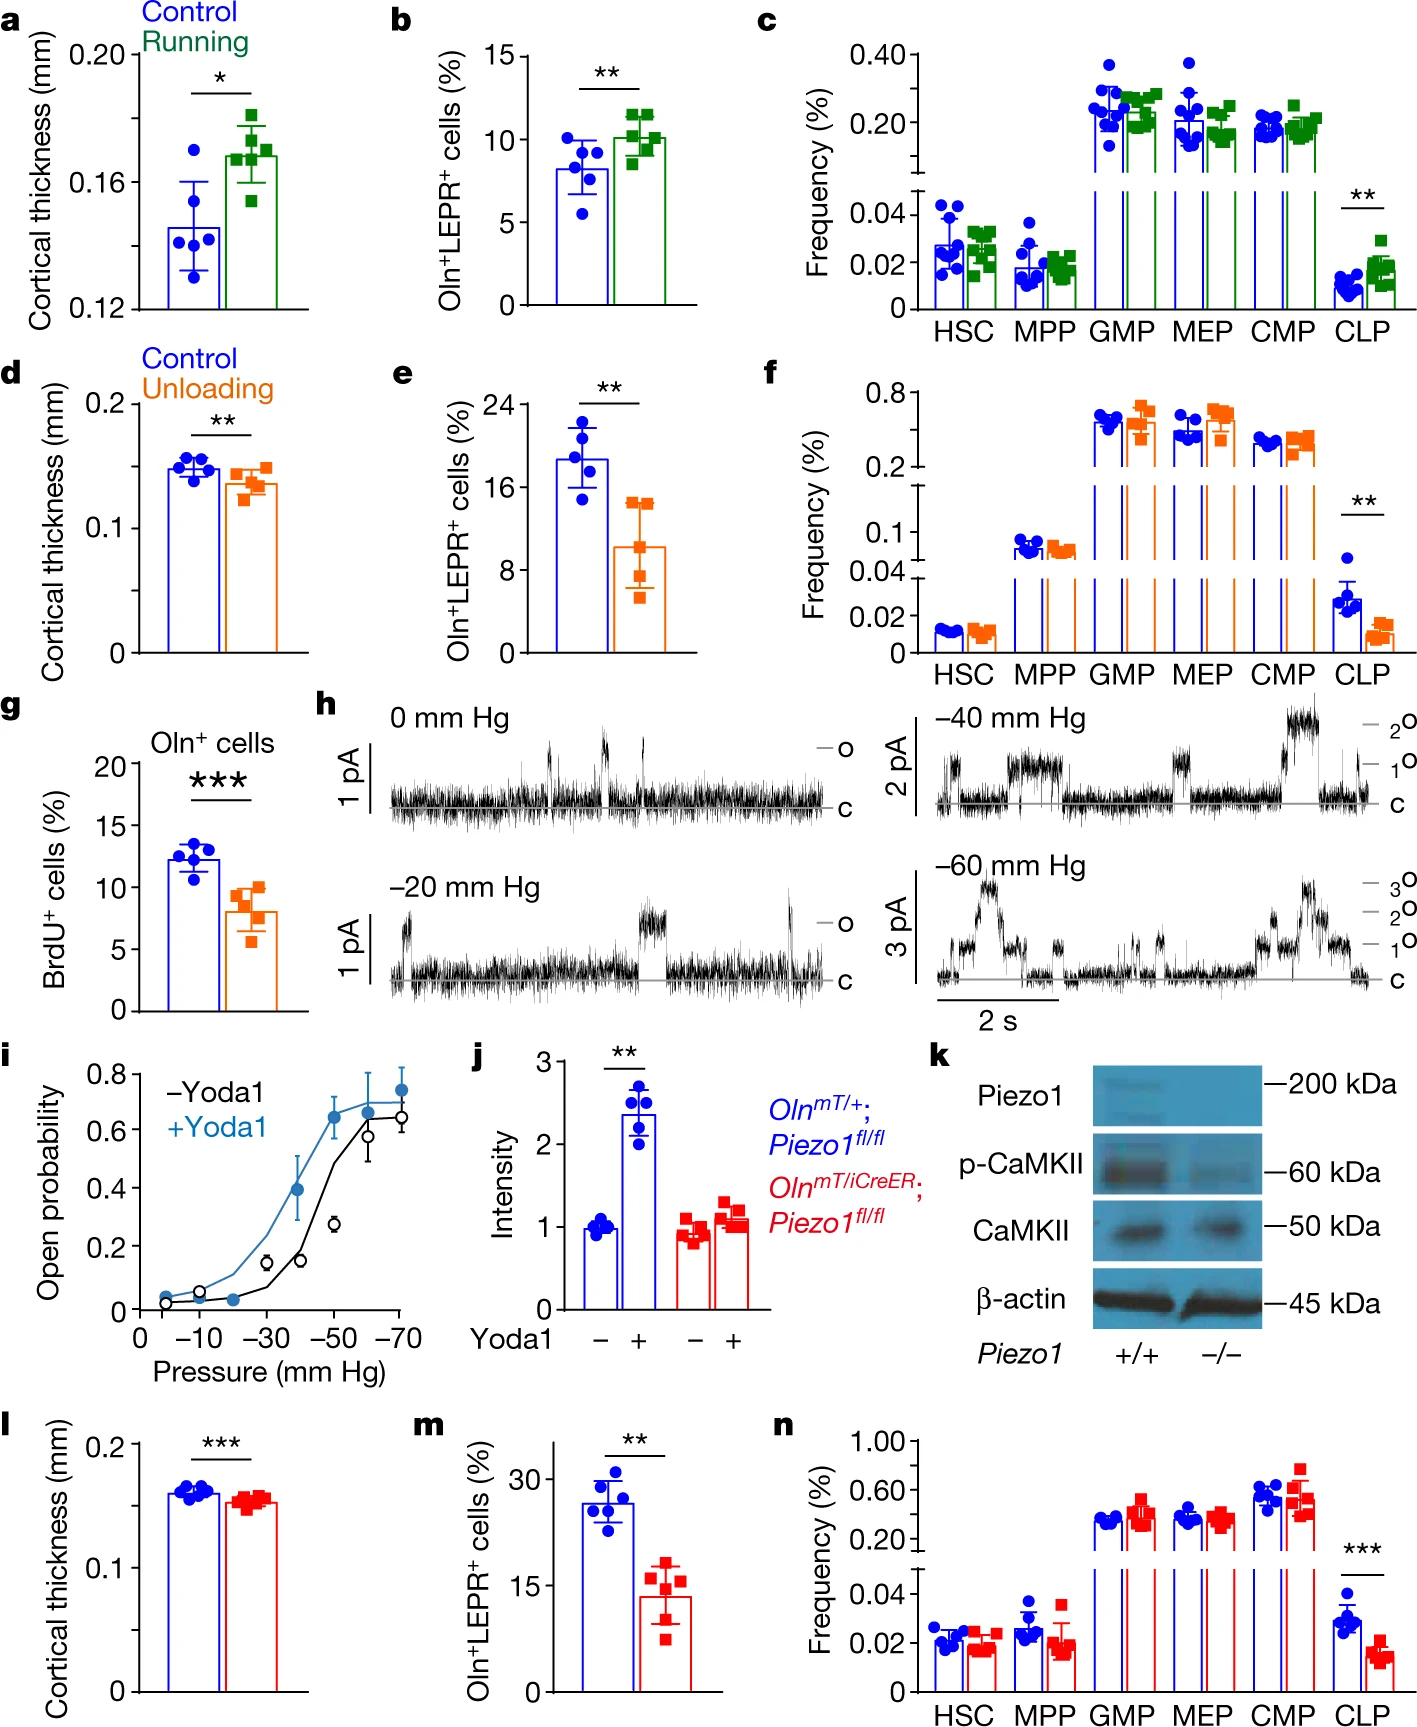 a
Control
Running
Cortical thickness (mm)
0.20
0.16
0.12
*
b
Oln+LEPR+ cells (%)
15
10
5
0
**
c
Frequency (%)
0.40
0.20
0.04
0.02
0
**
HSC MPP GMP MEP CMP CLP
d
Control
Unloading
Cortical thickness (mm)
0.2
0.1
0
**
e
Oln+LEPR+ cells (%)
24
16
8
0
**
f
Frequency (%)
0.8
0.2
0.1
0.04
0.02
0
**
HSC MPP GMP MEP CMP CLP
g
Oln+ cells
***
BrdU+ cells (%)
20
15
10
5
0
h
0 mm Hg
1 pA
o
c
–20 mm Hg
1 pA
o
c
–40 mm Hg
2 pA
2o
1o
c
–60 mm Hg
3 pA
3o
2o
1o
c
2 s
i
Open probability
0.8
0.6
0.4
0.2
0
–Yoda1
+Yoda1
0 –10 –30 –50 –70
Pressure (mm Hg)
j
Intensity
3
2
1
0
**
Yoda1 – + – +
OlnmT/+;
Piezo1fl/fl
OlnmT/iCreER;
Piezo1fl/fl
k
Piezo1
200 kDa
p-CaMKII
60 kDa
CaMKII
50 kDa
β-actin
45 kDa
Piezo1 +/+ –/–
l
Cortical thickness (mm)
0.2
0.1
0
***
m
Oln+LEPR+ cells (%)
30
15
0
**
n
Frequency (%)
1.00
0.60
0.20
0.04
0.02
0
***
HSC MPP GMP MEP CMP CLP